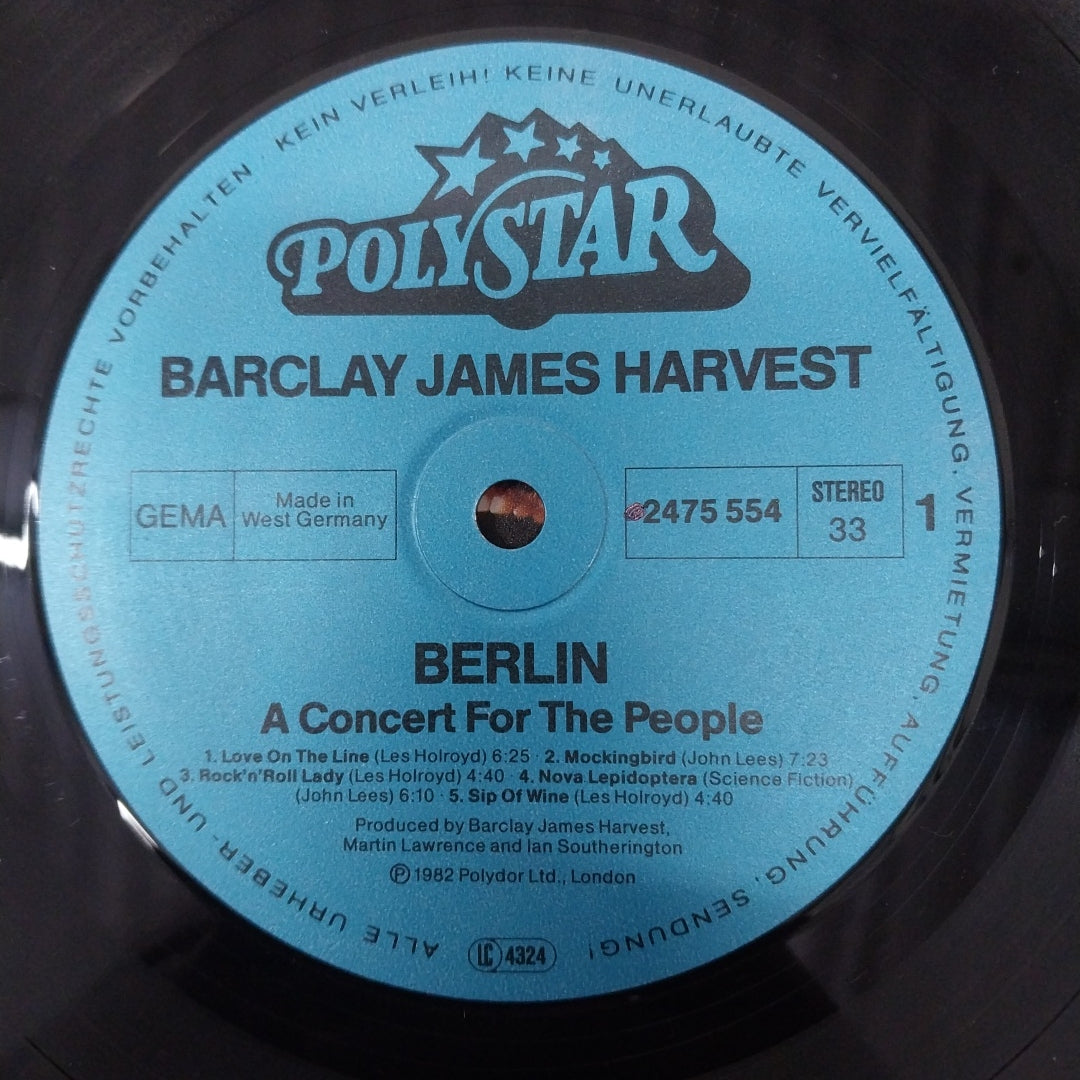 ALLE URHEBER- UND LEISTUNGSSCHUTZRECHTE VORBEHALTEN · KEIN VERLEIH! KEINE UNERLAUBTE VERVIELFÄLTIGUNG, VERMIETUNG, AUFFÜHRUNG, SENDUNG!
POLYSTAR
BARCLAY JAMES HARVEST
GEMA
Made in
West Germany
2475 554
STEREO
33
1
BERLIN
A Concert For The People
1. Love On The Line (Les Holroyd) 6:25 · 2. Mockingbird (John Lees) 7:23
3. Rock'n'Roll Lady (Les Holroyd) 4:40 · 4. Nova Lepidoptera (Science Fiction)
(John Lees) 6:10 · 5. Sip Of Wine (Les Holroyd) 4:40
Produced by Barclay James Harvest,
Martin Lawrence and Ian Southerington
Ⓟ 1982 Polydor Ltd., London
LC 4324